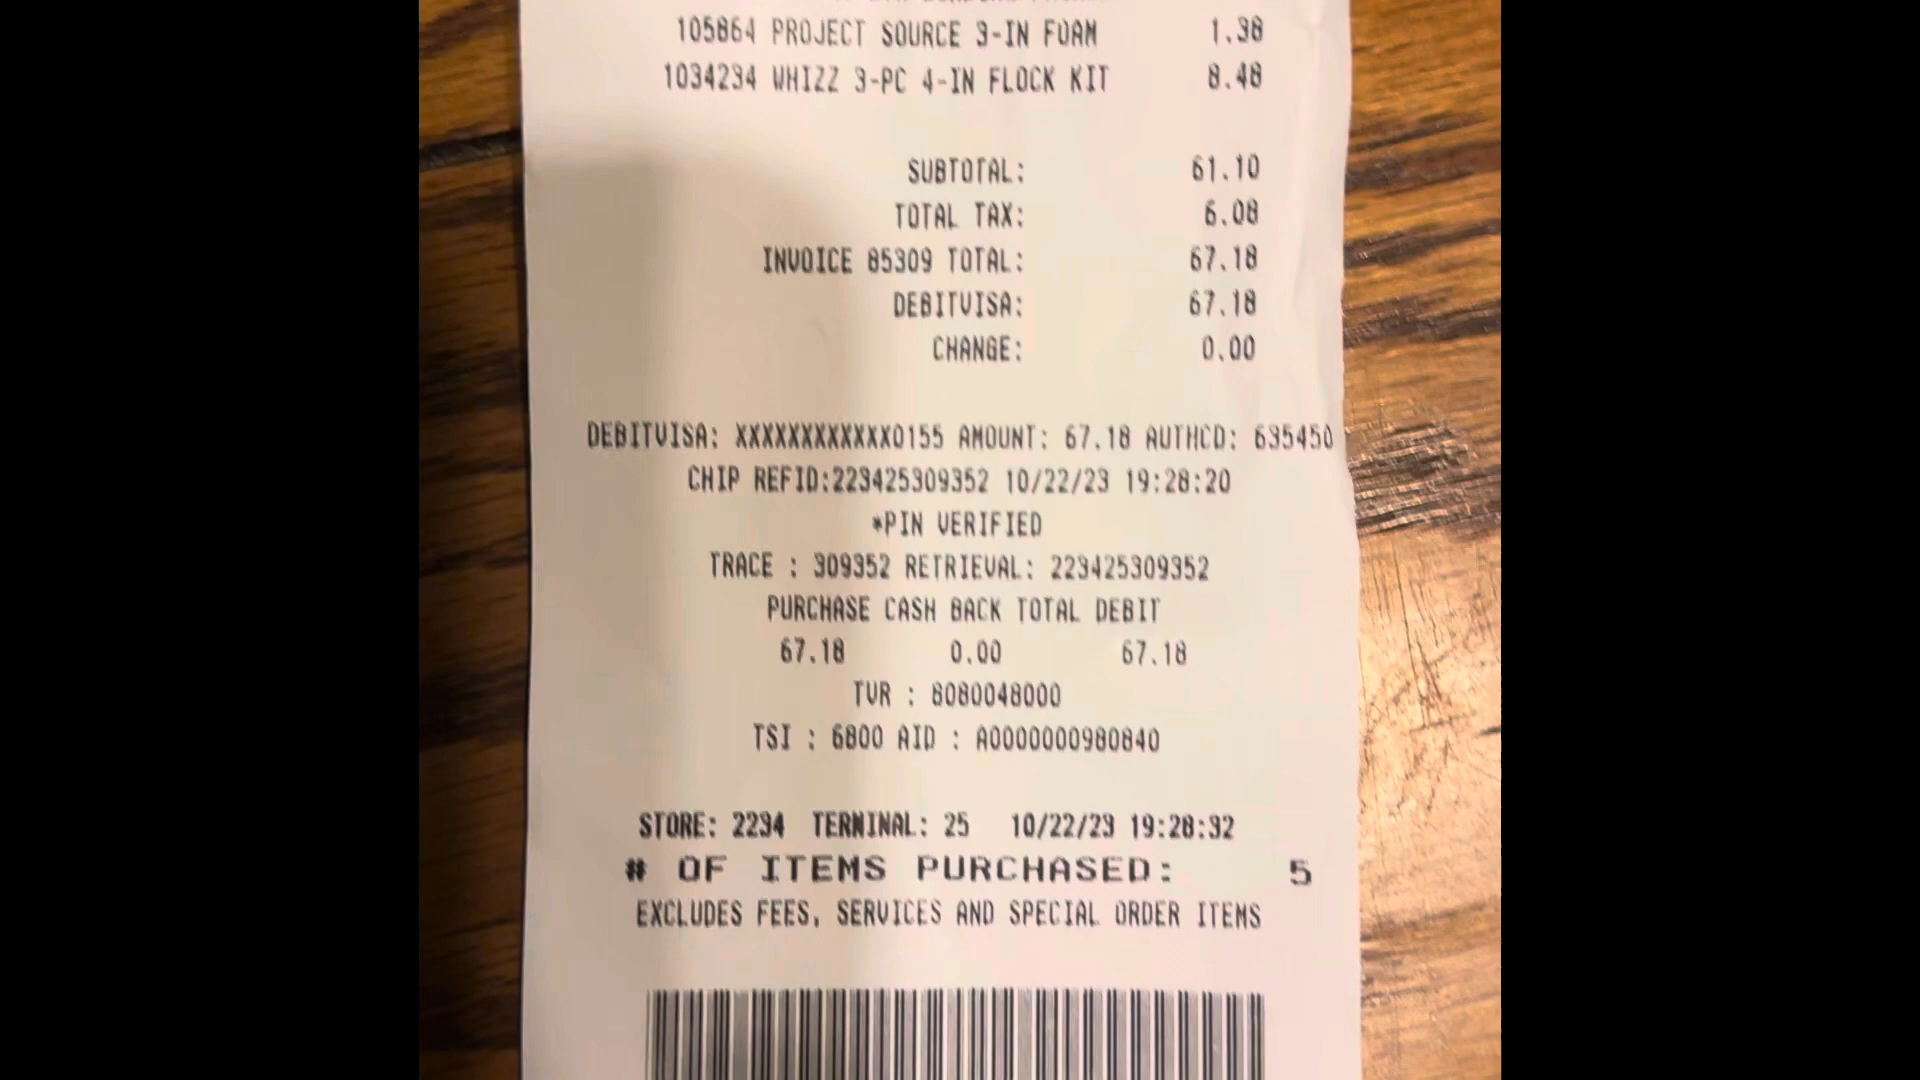 105864 PROJECT SOURCE 3-IN FOAM 1.38
1034234 WHIZZ 3-PC 4-IN FLOCK KIT 8.48
SUBTOTAL: 61.10
TOTAL TAX: 6.08
INVOICE 85309 TOTAL: 67.18
DEBITVISA: 67.18
CHANGE: 0.00
DEBITVISA: XXXXXXXXXXXX0155 AMOUNT: 67.18 AUTHCD: 635450
CHIP REFID:223425309352 10/22/23 19:28:20
*PIN VERIFIED
TRACE : 309352 RETRIEVAL: 223425309352
PURCHASE CASH BACK TOTAL DEBIT
67.18 0.00 67.18
TVR : 8080048000
TSI : 6800 AID : A0000000980840
STORE: 2234 TERMINAL: 25 10/22/23 19:28:32
# OF ITEMS PURCHASED: 5
EXCLUDES FEES, SERVICES AND SPECIAL ORDER ITEMS